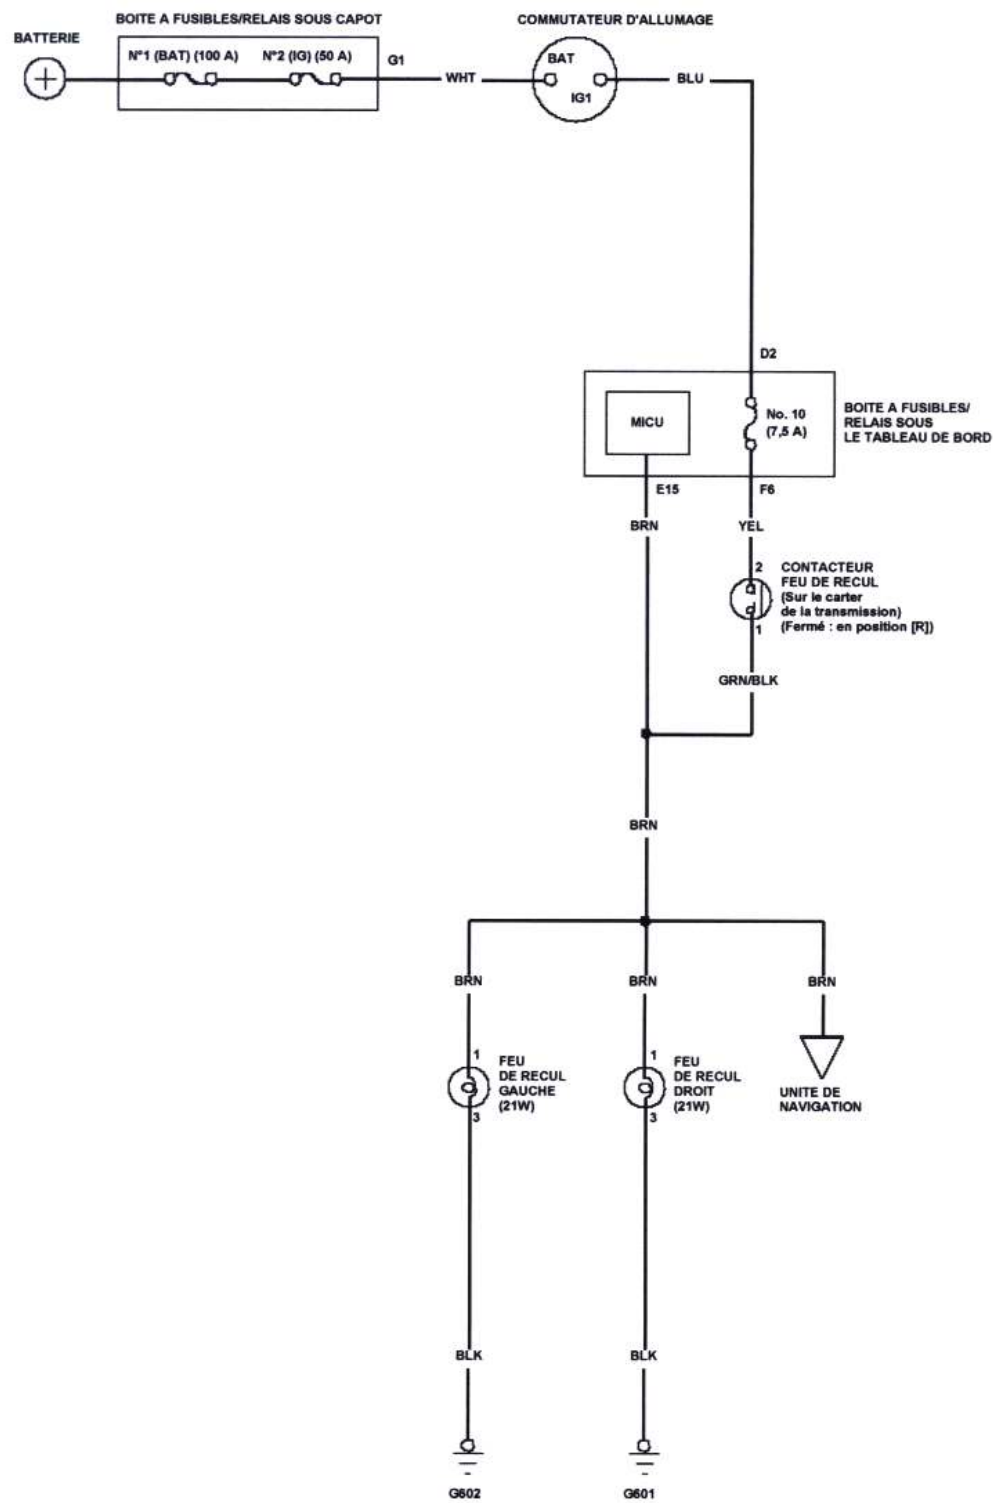 BOITE A FUSIBLES/RELAIS SOUS CAPOT
COMMUTATEUR D'ALLUMAGE
BATTERIE
N°1 (BAT) (100 A)
N°2 (IG) (50 A)
G1
WHT
BAT
IG1
BLU
D2
MICU
No. 10
(7,5 A)
BOITE A FUSIBLES/
RELAIS SOUS
LE TABLEAU DE BORD
E15
F6
BRN
YEL
2
CONTACTEUR
FEU DE RECUL
(Sur le carter
de la transmission)
(Fermé : en position [R])
1
GRN/BLK
BRN
BRN
BRN
BRN
1
FEU
DE RECUL
GAUCHE
(21W)
3
1
FEU
DE RECUL
DROIT
(21W)
3
UNITE DE
NAVIGATION
BLK
BLK
G602
G601